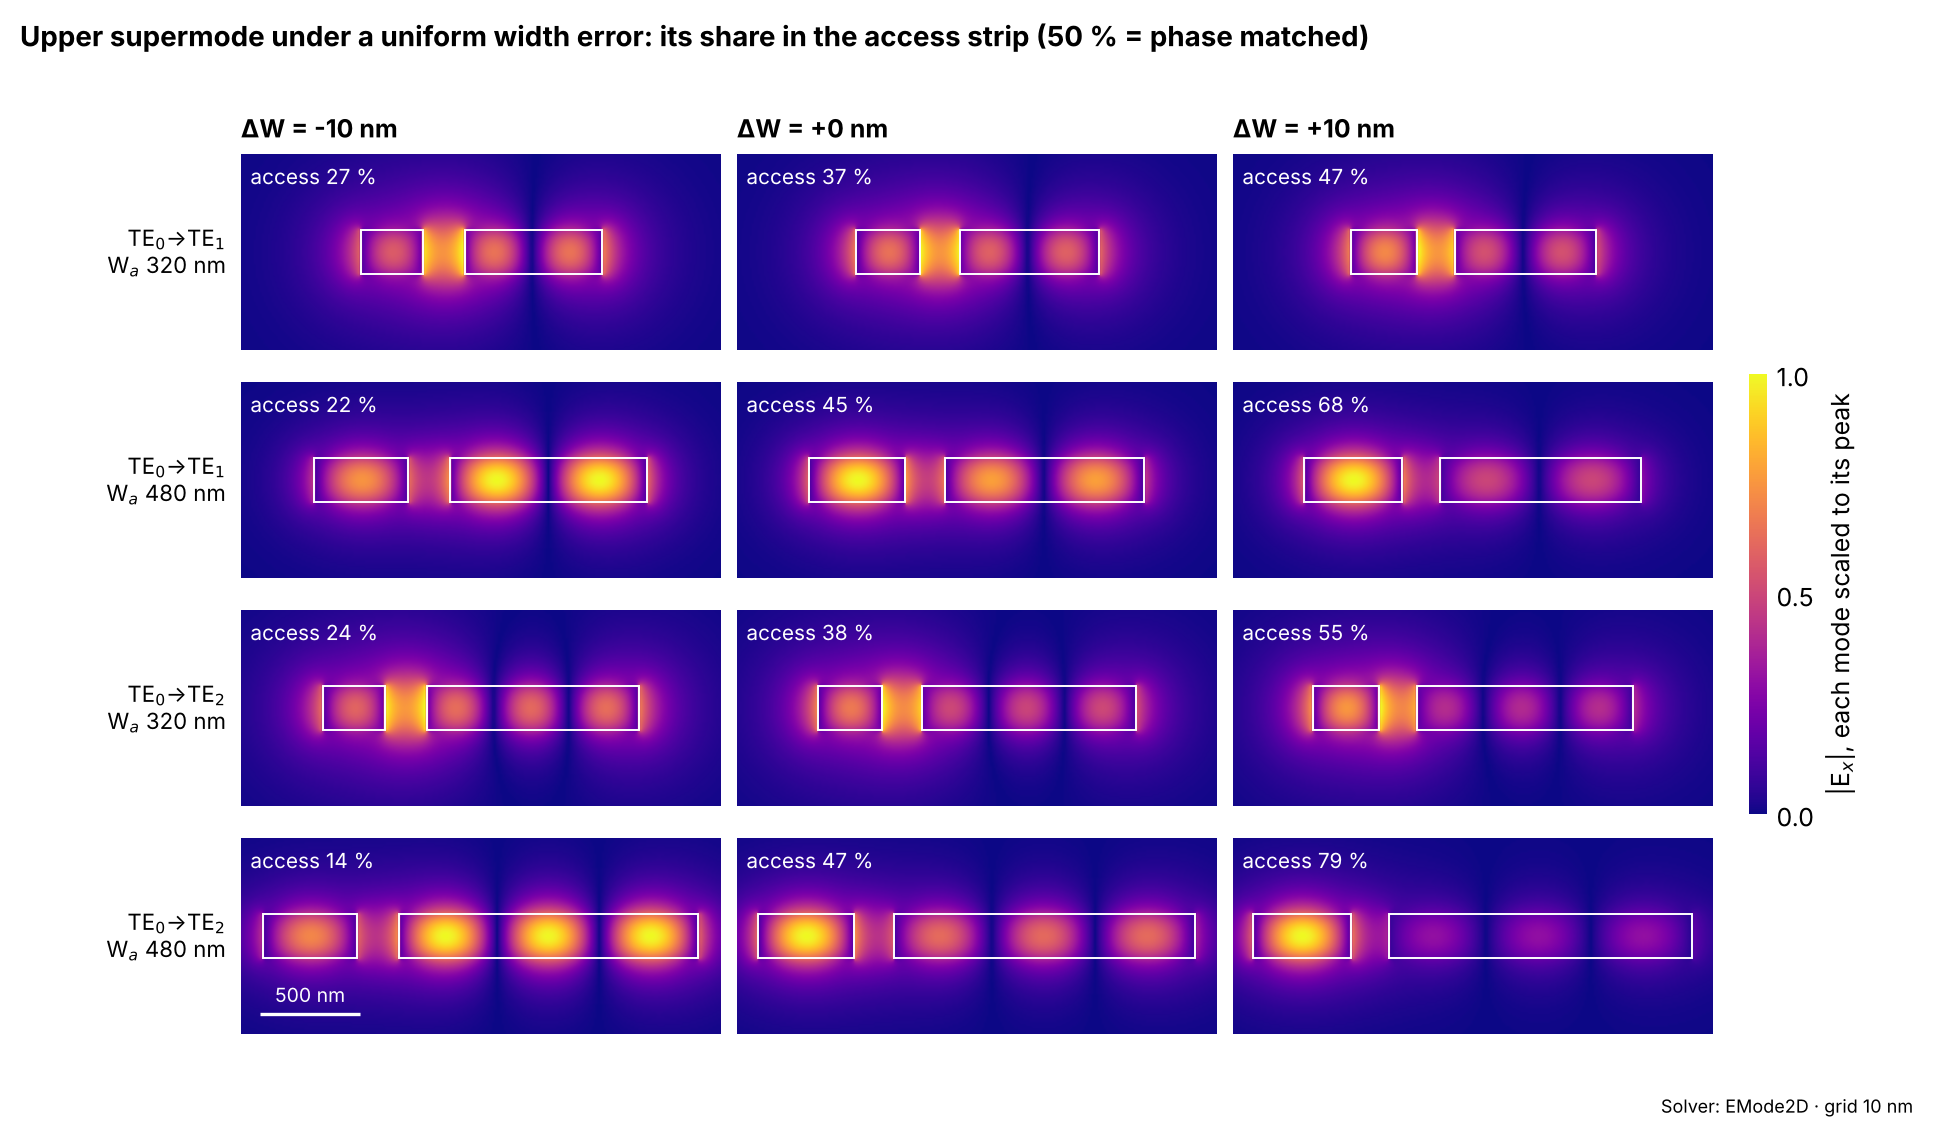 Upper supermode under a uniform width error: its share in the access strip (50 % = phase matched)
ΔW = -10 nm
ΔW = +0 nm
ΔW = +10 nm
TE₀→TE₁
Wₐ 320 nm
access 27 %
access 37 %
access 47 %
TE₀→TE₁
Wₐ 480 nm
access 22 %
access 45 %
access 68 %
TE₀→TE₂
Wₐ 320 nm
access 24 %
access 38 %
access 55 %
TE₀→TE₂
Wₐ 480 nm
access 14 %
access 47 %
access 79 %
500 nm
1.0
0.5
0.0
|Eₓ|, each mode scaled to its peak
Solver: EMode2D · grid 10 nm